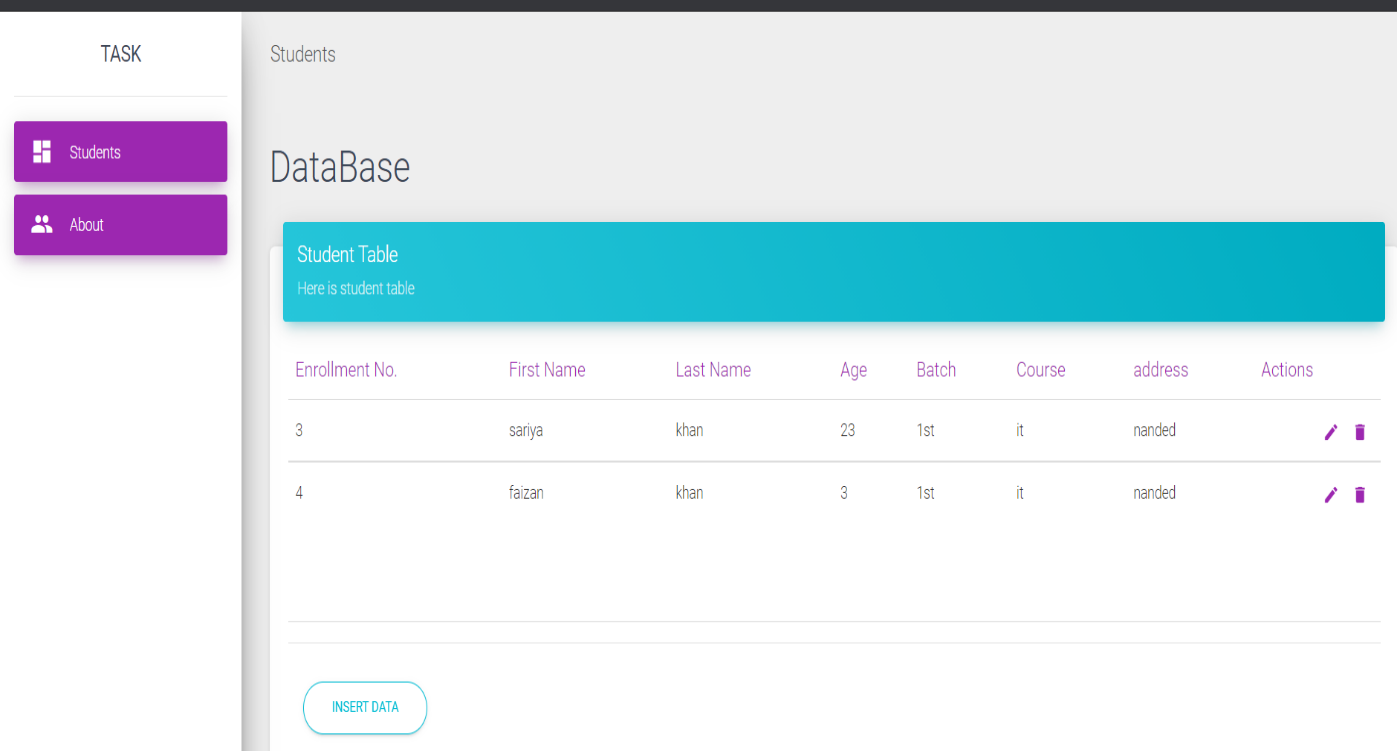 TASK
Students
About
Students
DataBase
Student Table
Here is student table
Enrollment No. First Name Last Name Age Batch Course address Actions
3 sariya khan 23 1st it nanded
4 faizan khan 3 1st it nanded
INSERT DATA